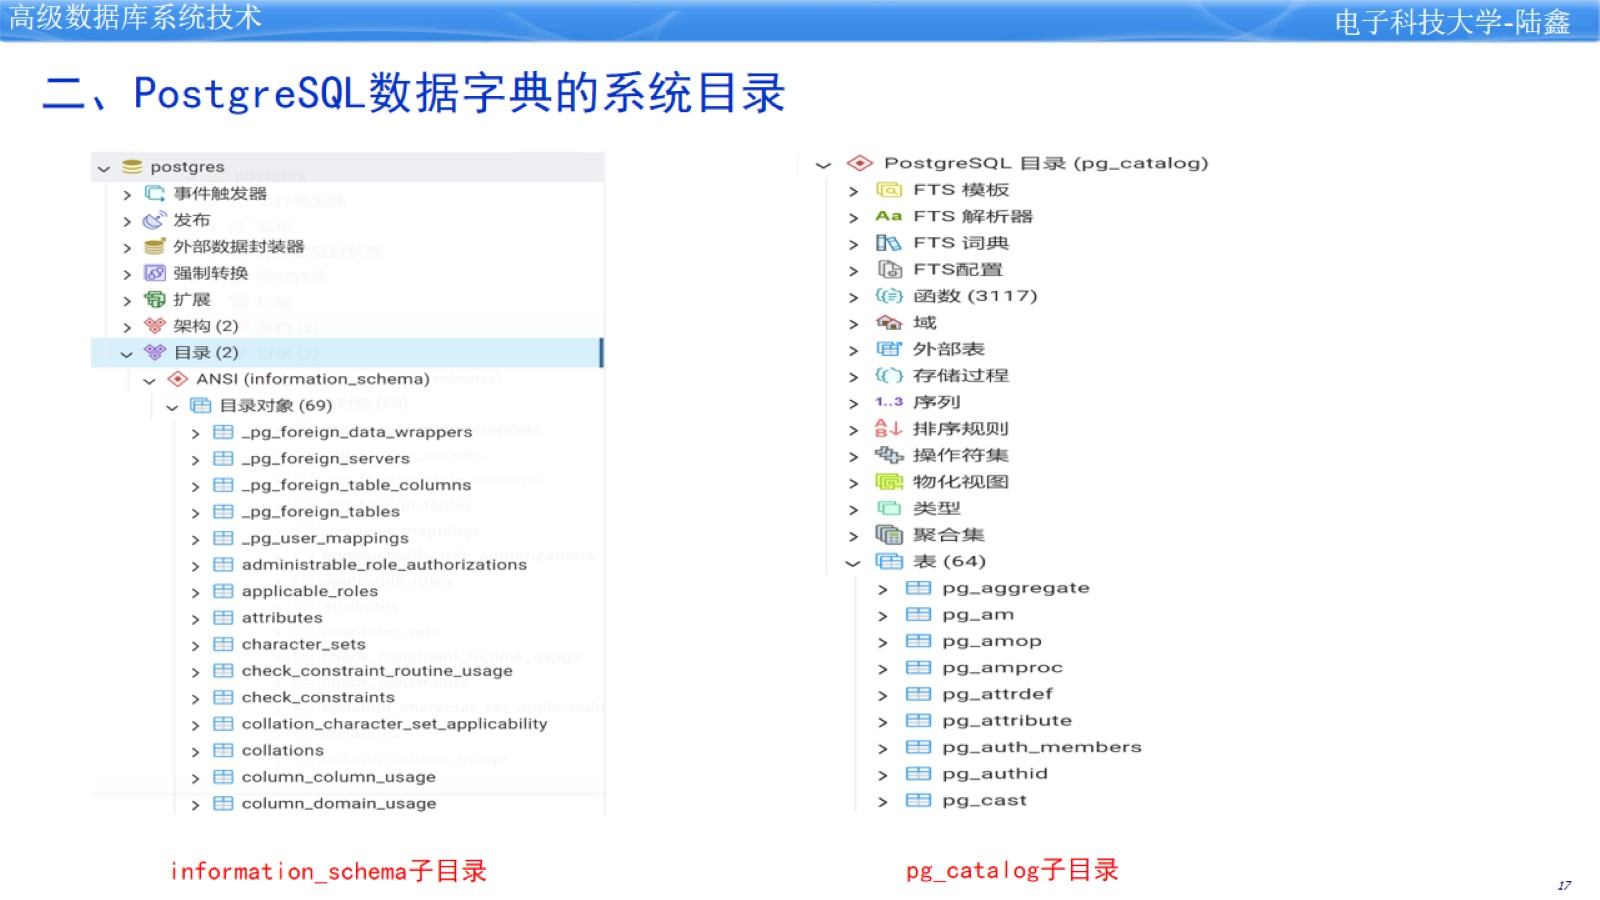 高级数据库系统技术
电子科技大学-陆鑫
二、PostgreSQL数据字典的系统目录
postgres
事件触发器
发布
外部数据封装器
强制转换
扩展
架构 (2)
目录 (2)
ANSI (information_schema)
目录对象 (69)
_pg_foreign_data_wrappers
_pg_foreign_servers
_pg_foreign_table_columns
_pg_foreign_tables
_pg_user_mappings
administrable_role_authorizations
applicable_roles
attributes
character_sets
check_constraint_routine_usage
check_constraints
collation_character_set_applicability
collations
column_column_usage
column_domain_usage
information_schema子目录
PostgreSQL 目录 (pg_catalog)
FTS 模板
Aa FTS 解析器
FTS 词典
FTS配置
函数 (3117)
域
外部表
存储过程
1..3 序列
排序规则
操作符集
物化视图
类型
聚合集
表 (64)
pg_aggregate
pg_am
pg_amop
pg_amproc
pg_attrdef
pg_attribute
pg_auth_members
pg_authid
pg_cast
pg_catalog子目录
17